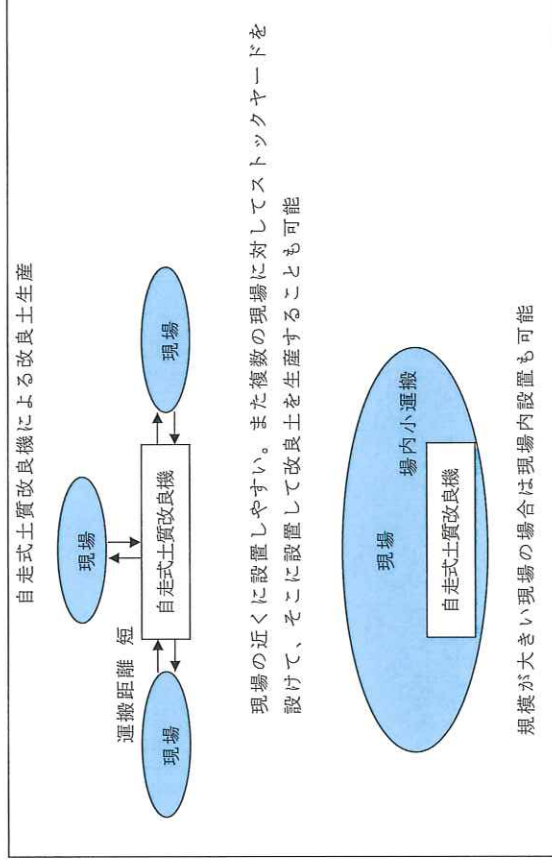 自走式土質改良機による改良土生産
現場
運搬距離 短
現場
自走式土質改良機
現場
現場の近くに設置しやすい。また複数の現場に対してストックヤードを
設けて、そこに設置して改良土を生産することも可能
現場
場内小運搬
自走式土質改良機
規模が大きい現場の場合は現場内設置も可能